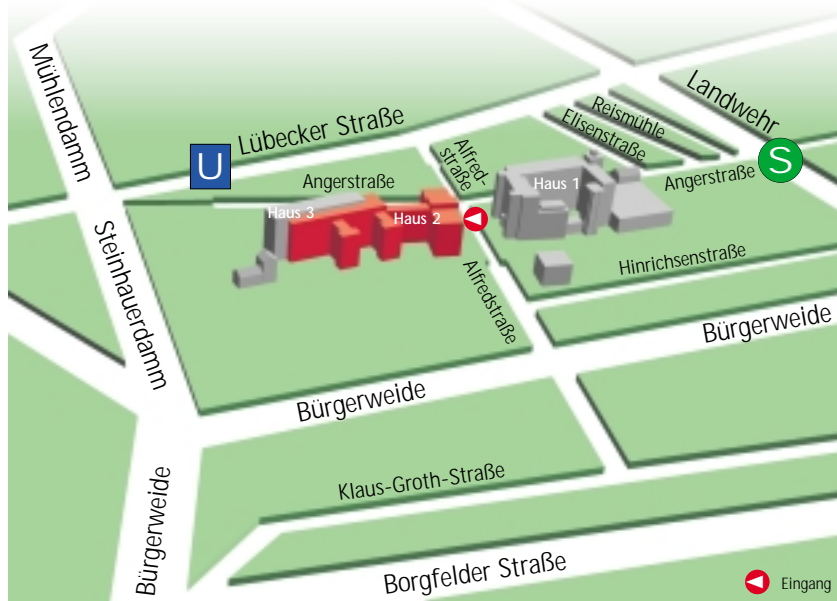 Mühlendamm
Landwehr
Reismühle
Elisenstraße
Lübecker Straße
Alfred-
straße
U
S
Angerstraße
Angerstraße
Haus 1
Haus 3
Haus 2
Steinhauerdamm
Hinrichsenstraße
Alfredstraße
Bürgerweide
Bürgerweide
Klaus-Groth-Straße
Bürgerweide
Borgfelder Straße
Eingang